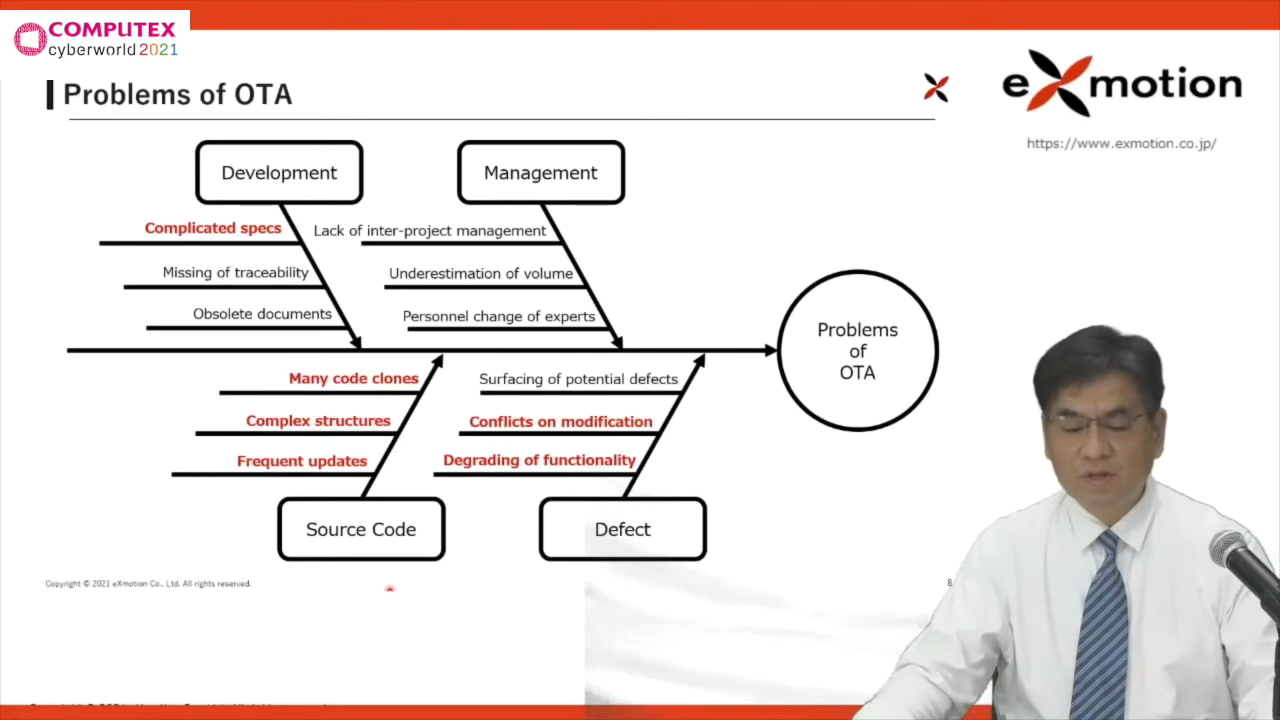 COMPUTEX
cyberworld 2021
Problems of OTA
eXmotion
https://www.exmotion.co.jp/
Development
Management
Complicated specs
Lack of inter-project management
Missing of traceability
Underestimation of volume
Obsolete documents
Personnel change of experts
Problems
of
OTA
Many code clones
Surfacing of potential defects
Complex structures
Conflicts on modification
Frequent updates
Degrading of functionality
Source Code
Defect
Copyright © 2021 eXmotion Co., Ltd. All rights reserved.
8